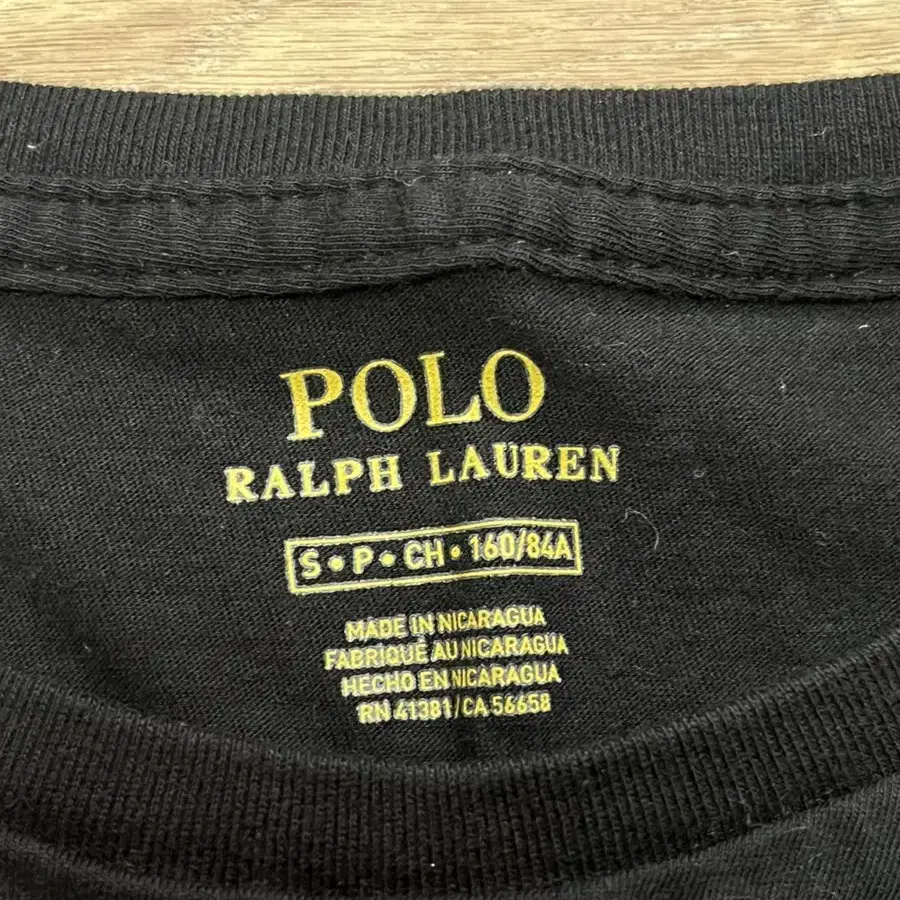 POLO
RALPH LAUREN
S • P • CH • 160/84A
MADE IN NICARAGUA
FABRIQUÉ AU NICARAGUA
HECHO EN NICARAGUA
RN 41381/CA 56658